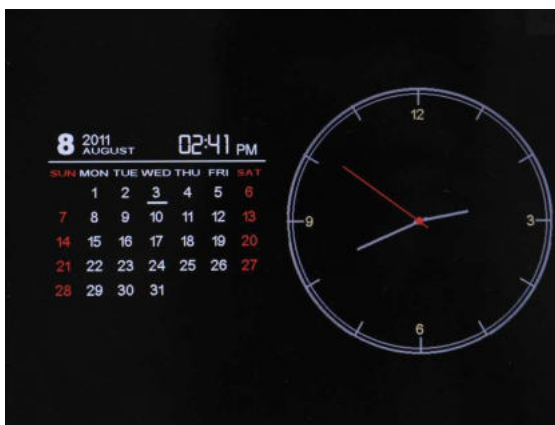 8 2011 AUGUST 02:41 PM
SUN MON TUE WED THU FRI SAT
1 2 3 4 5 6
7 8 9 10 11 12 13
14 15 16 17 18 19 20
21 22 23 24 25 26 27
28 29 30 31
12
9 3
6